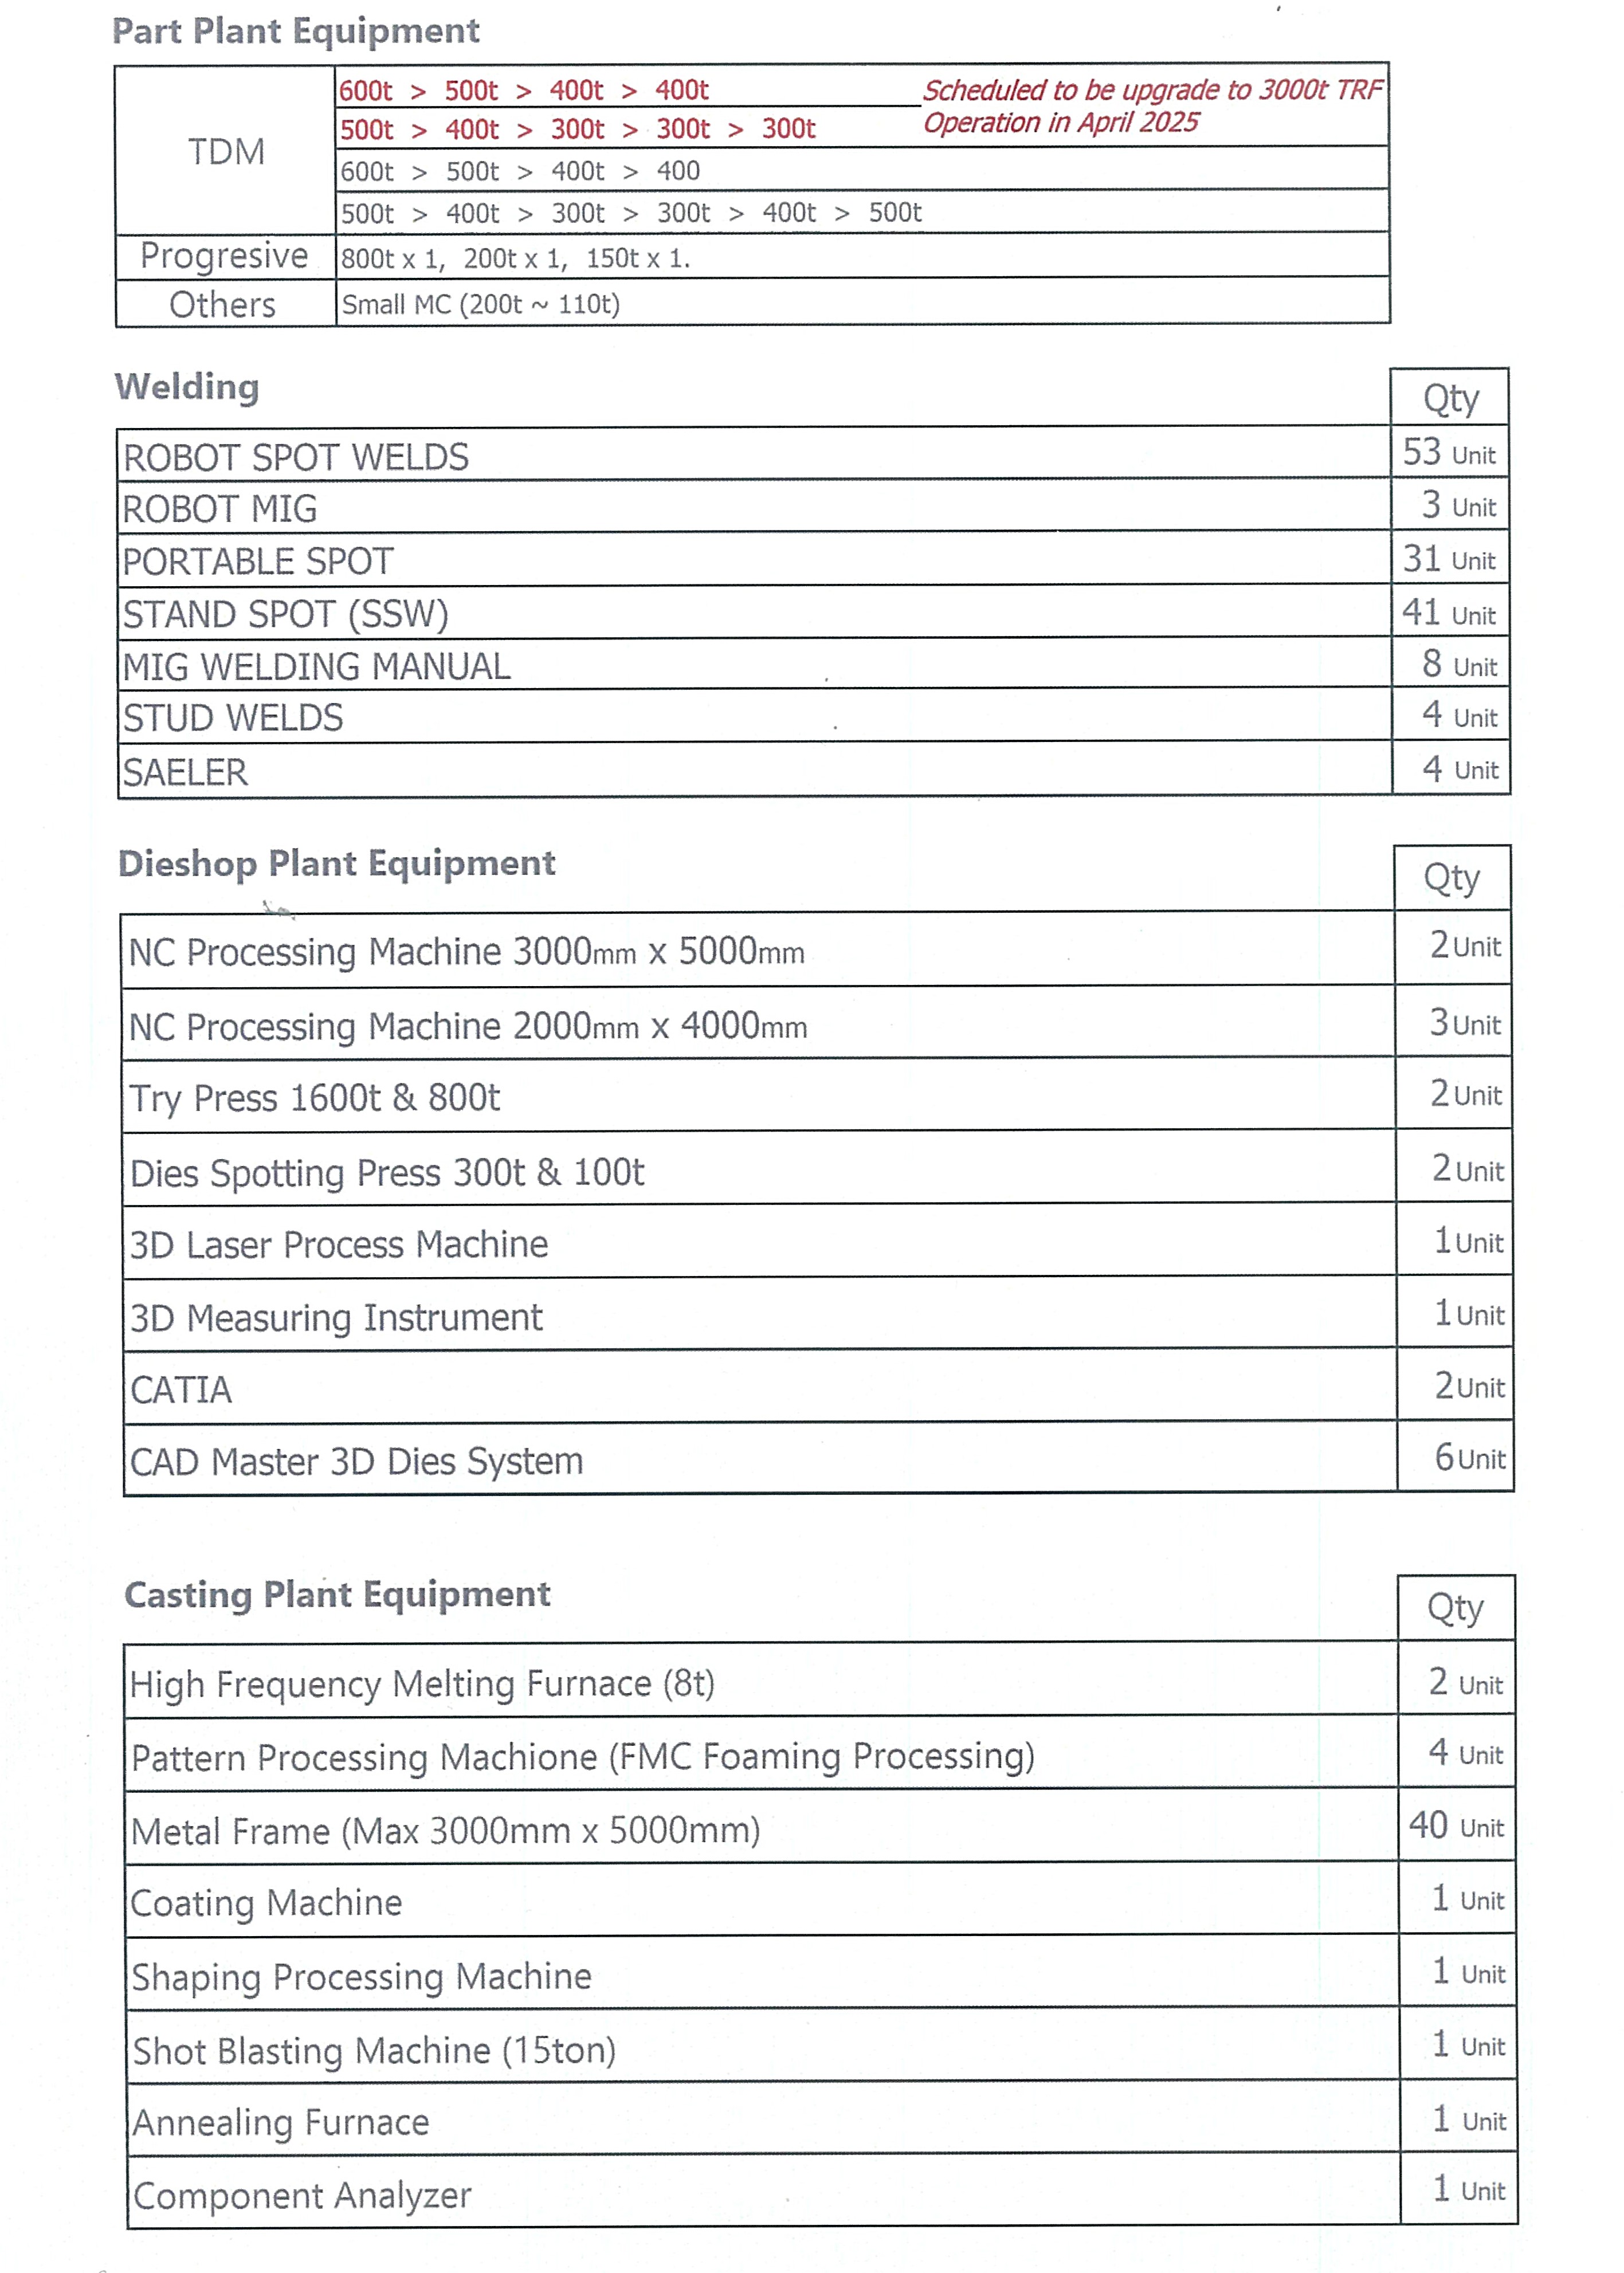 Part Plant Equipment
TDM
600t > 500t > 400t > 400t
500t > 400t > 300t > 300t > 300t
Scheduled to be upgrade to 3000t TRF
Operation in April 2025
600t > 500t > 400t > 400
500t > 400t > 300t > 300t > 400t > 500t
Progresive 800t x 1, 200t x 1, 150t x 1.
Others Small MC (200t ~ 110t)
Welding Qty
ROBOT SPOT WELDS 53 Unit
ROBOT MIG 3 Unit
PORTABLE SPOT 31 Unit
STAND SPOT (SSW) 41 Unit
MIG WELDING MANUAL 8 Unit
STUD WELDS 4 Unit
SAELER 4 Unit
Dieshop Plant Equipment Qty
NC Processing Machine 3000mm x 5000mm 2 Unit
NC Processing Machine 2000mm x 4000mm 3 Unit
Try Press 1600t & 800t 2 Unit
Dies Spotting Press 300t & 100t 2 Unit
3D Laser Process Machine 1 Unit
3D Measuring Instrument 1 Unit
CATIA 2 Unit
CAD Master 3D Dies System 6 Unit
Casting Plant Equipment Qty
High Frequency Melting Furnace (8t) 2 Unit
Pattern Processing Machione (FMC Foaming Processing) 4 Unit
Metal Frame (Max 3000mm x 5000mm) 40 Unit
Coating Machine 1 Unit
Shaping Processing Machine 1 Unit
Shot Blasting Machine (15ton) 1 Unit
Annealing Furnace 1 Unit
Component Analyzer 1 Unit